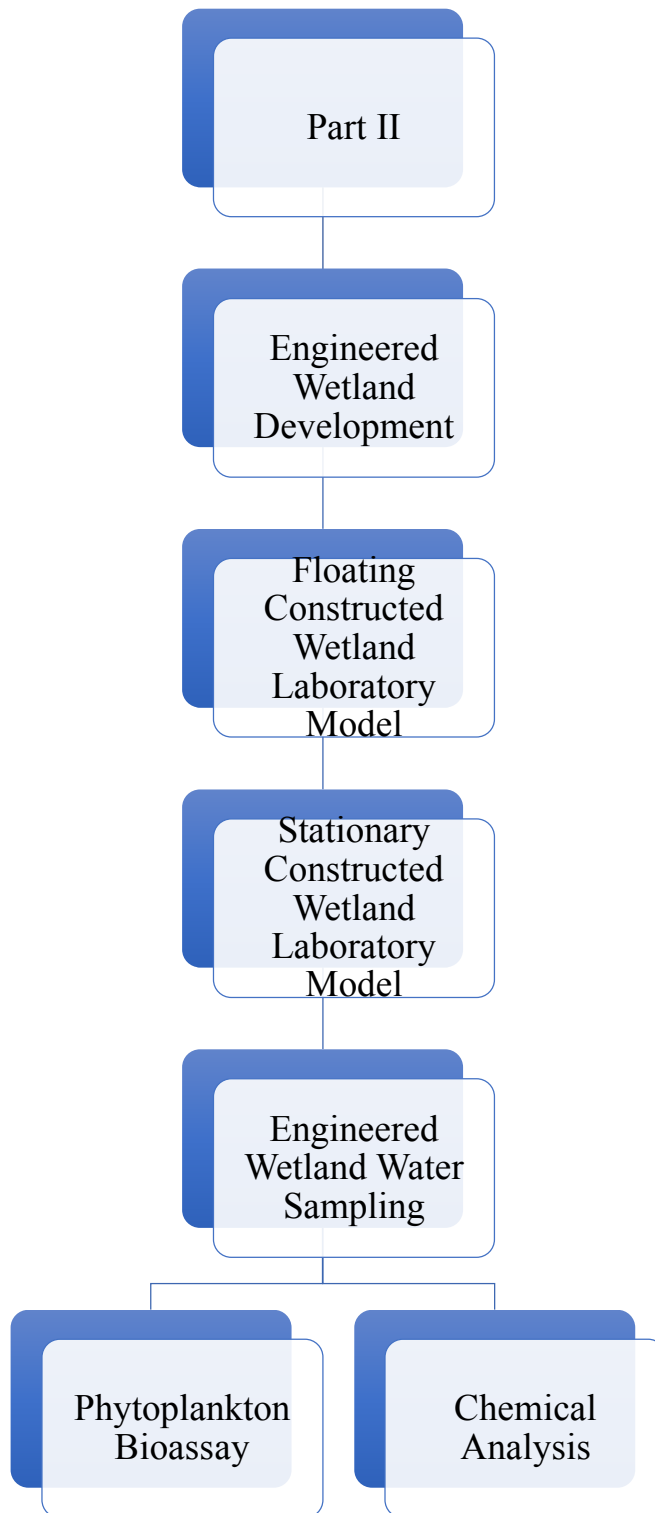 Part II
Engineered
Wetland
Development
Floating
Constructed
Wetland
Laboratory
Model
Stationary
Constructed
Wetland
Laboratory
Model
Engineered
Wetland Water
Sampling
Phytoplankton
Bioassay
Chemical
Analysis